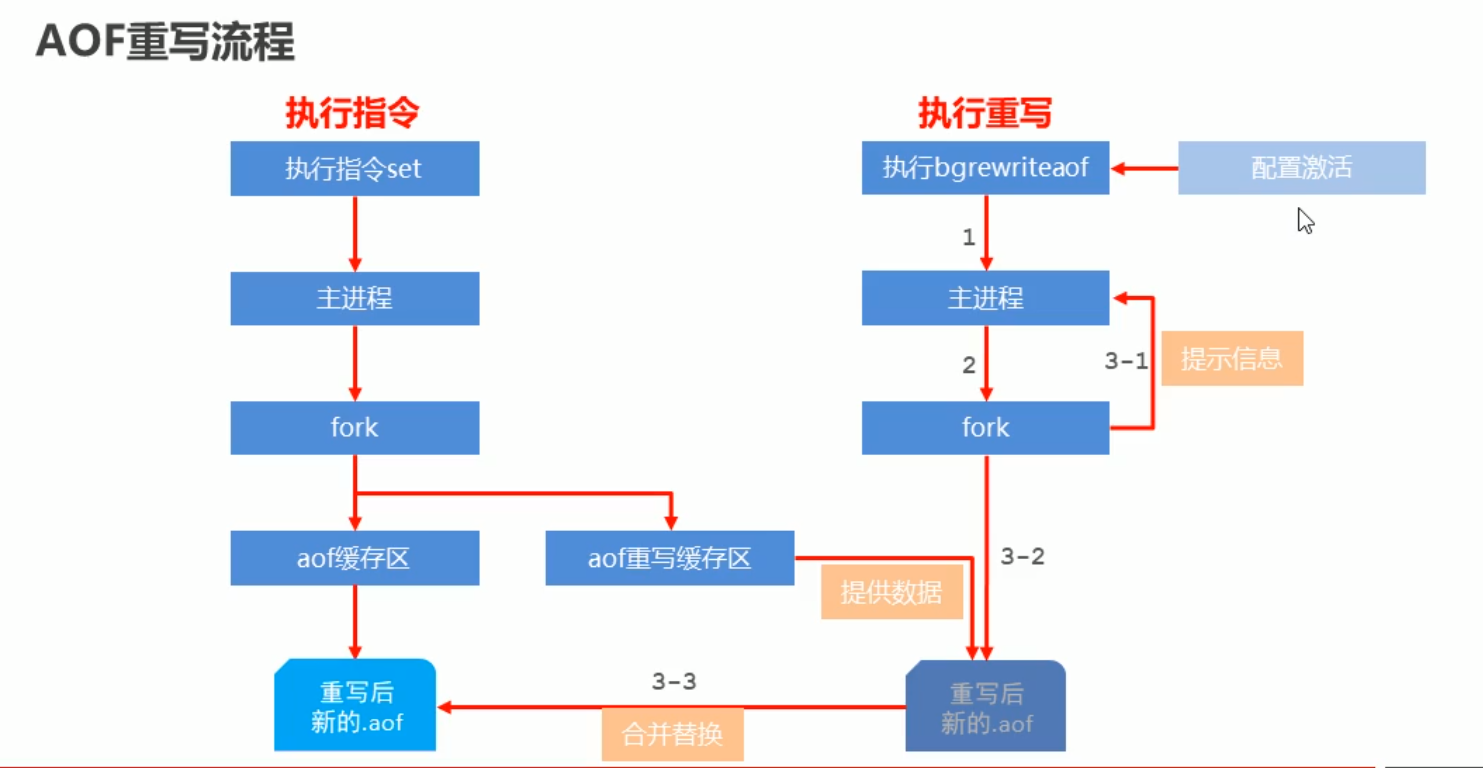 AOF重写流程
执行指令
执行重写
执行指令set
执行bgrewriteaof
配置激活
1
主进程
主进程
2
3-1
提示信息
fork
fork
aof缓存区
aof重写缓存区
3-2
提供数据
重写后
新的.aof
3-3
合并替换
重写后
新的.aof